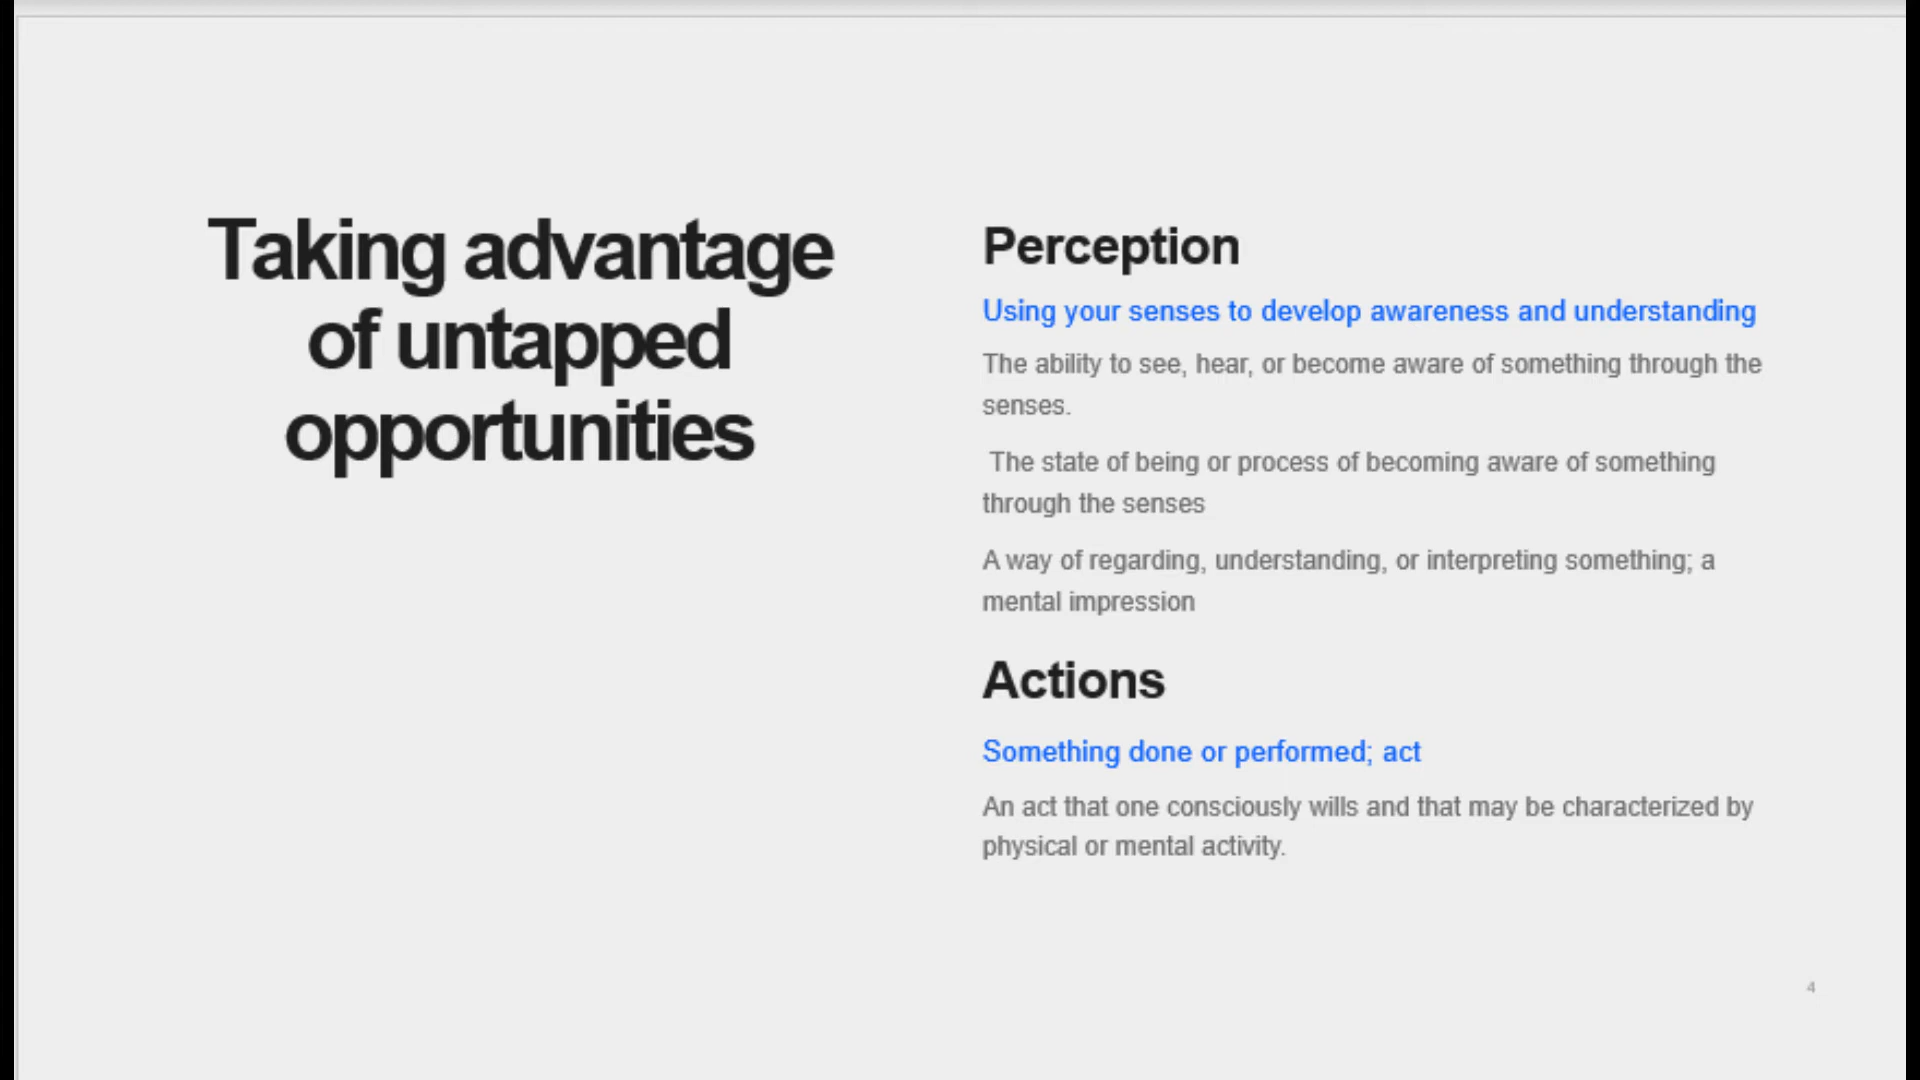 Taking advantage
of untapped
opportunities
Perception
Using your senses to develop awareness and understanding
The ability to see, hear, or become aware of something through the
senses.
The state of being or process of becoming aware of something
through the senses
A way of regarding, understanding, or interpreting something; a
mental impression
Actions
Something done or performed; act
An act that one consciously wills and that may be characterized by
physical or mental activity.
4